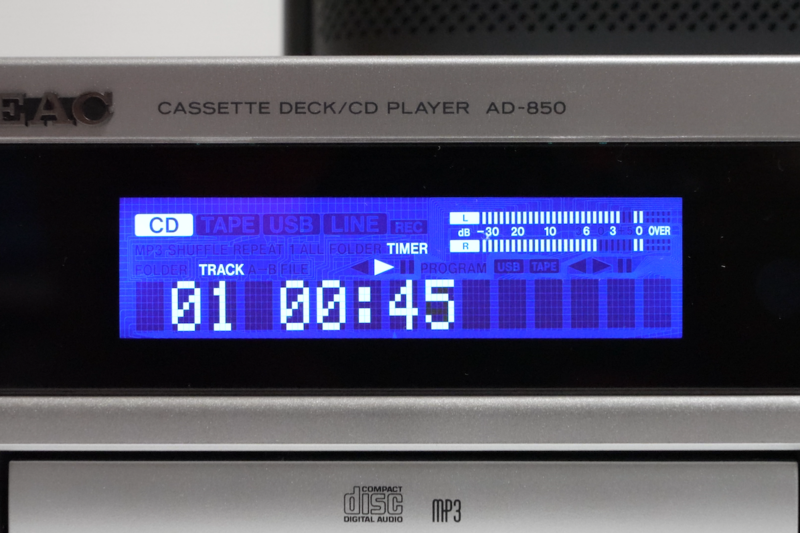 EAC
CASSETTE DECK/CD PLAYER AD-850
CD TAPE USB LINE REC
MP3 SHUFFLE REPEAT 1 ALL FOLDER TIMER
FOLDER TRACK A B FILE PROGRAM USB TAPE
01 00:45
L
dB -30 20 10 6 3 0 OVER
R
COMPACT
disc
DIGITAL AUDIO
MP3